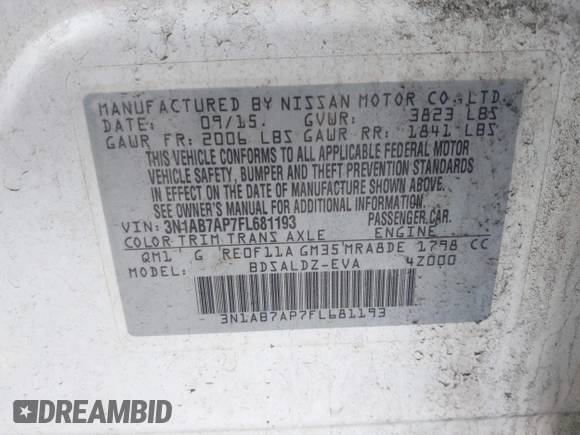 MANUFACTURED BY NISSAN MOTOR CO.,LTD.
DATE: 09/15. GVWR: 3823 LBS
GAWR FR: 2006 LBS GAWR RR: 1841 LBS
THIS VEHICLE CONFORMS TO ALL APPLICABLE FEDERAL MOTOR
VEHICLE SAFETY, BUMPER AND THEFT PREVENTION STANDARDS
IN EFFECT ON THE DATE OF MANUFACTURE SHOWN ABOVE.
SEE OWNER'S MANUAL FOR ADDITIONAL INFORMATION.
VIN: 3N1AB7AP7FL681193 PASSENGER CAR.
COLOR TRIM TRANS AXLE ENGINE
QM1 G RE0F11A GM35 MRA8DE 1798 CC
MODEL: BDSALDZ-EVA 4Z000
3N1AB7AP7FL681193
DREAMBID